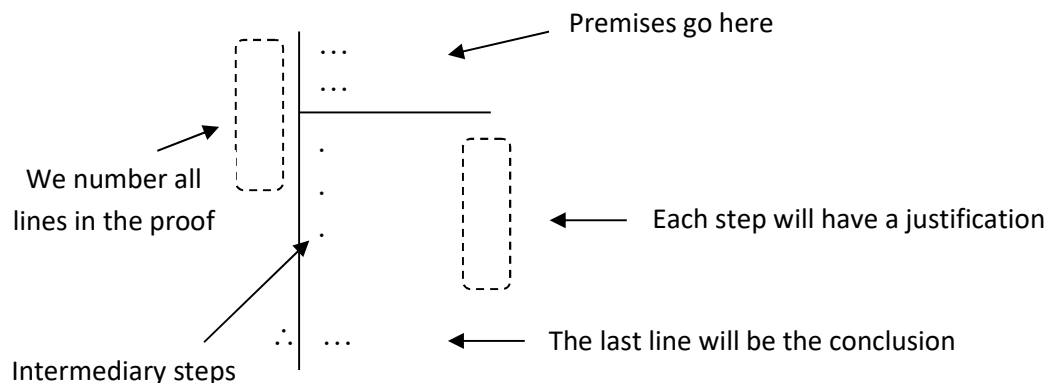 Premises go here
...
...
We number all
lines in the proof
.
.
.
Each step will have a justification
∴ ...
The last line will be the conclusion
Intermediary steps